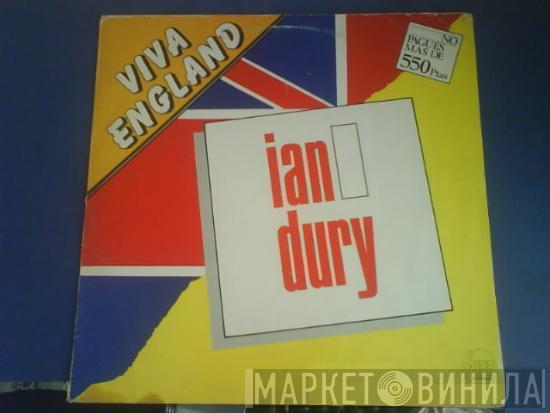 VIVA
ENGLAND
NO
PAGUES
MAS DE
550 Ptas
ian
dury
МАРКЕТ ВИНИЛА